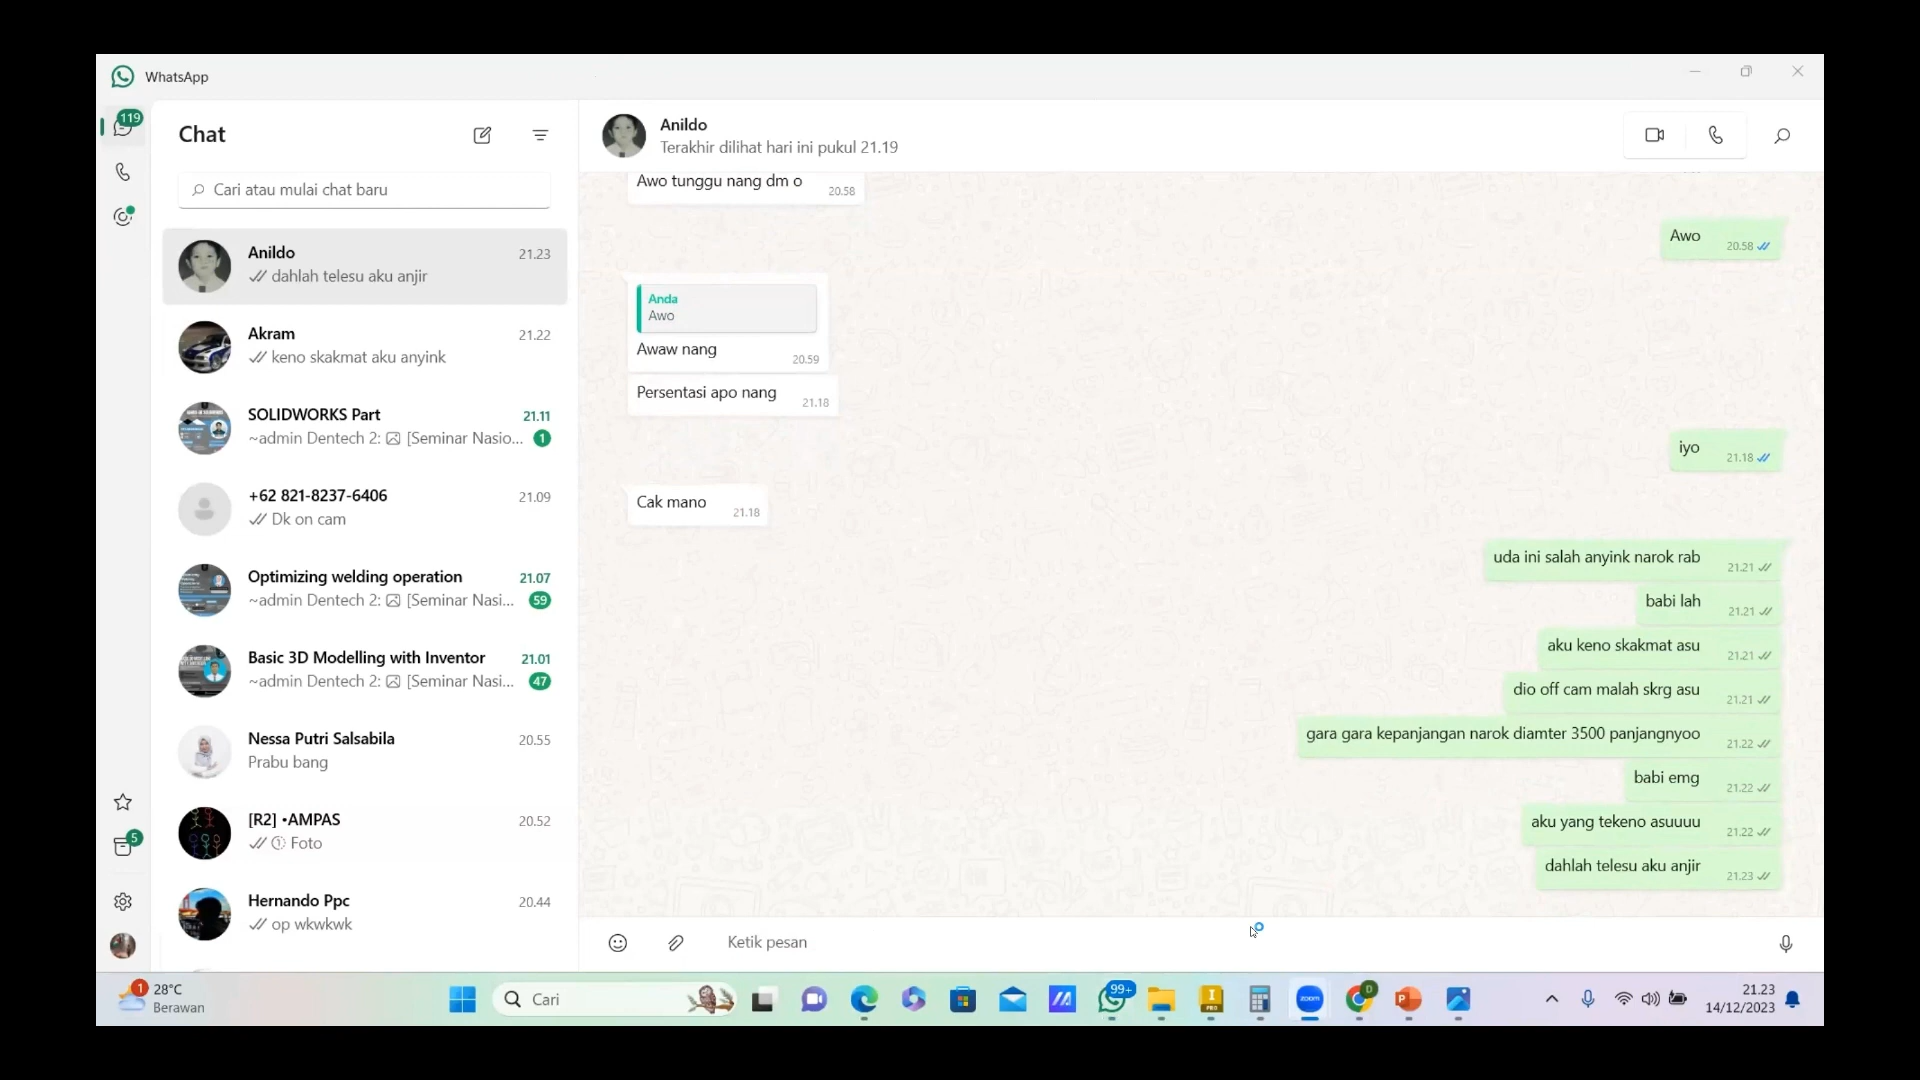 WhatsApp
119
Chat
Cari atau mulai chat baru
Anildo 21.23
dahlah telesu aku anjir
Akram 21.22
keno skakmat aku anyink
SOLIDWORKS Part 21.11
~admin Dentech 2: [Seminar Nasio... 1
+62 821-8237-6406 21.09
Dk on cam
Optimizing welding operation 21.07
~admin Dentech 2: [Seminar Nasi... 59
Basic 3D Modelling with Inventor 21.01
~admin Dentech 2: [Seminar Nasi... 47
Nessa Putri Salsabila 20.55
Prabu bang
[R2] •AMPAS 20.52
Foto
Hernando Ppc 20.44
op wkwkwk
5
Anildo
Terakhir dilihat hari ini pukul 21.19
Awo tunggu nang dm o 20.58
Awo 20.58
Anda
Awo
Awaw nang 20.59
Persentasi apo nang 21.18
iyo 21.18
Cak mano 21.18
uda ini salah anyink narok rab 21.21
babi lah 21.21
aku keno skakmat asu 21.21
dio off cam malah skrg asu 21.21
gara gara kepanjangan narok diamter 3500 panjangnyoo 21.22
babi emg 21.22
aku yang tekeno asuuuu 21.22
dahlah telesu aku anjir 21.23
Ketik pesan
1
28°C
Berawan
Cari
99+
I
PRO
zoom
D
P
21.23
14/12/2023